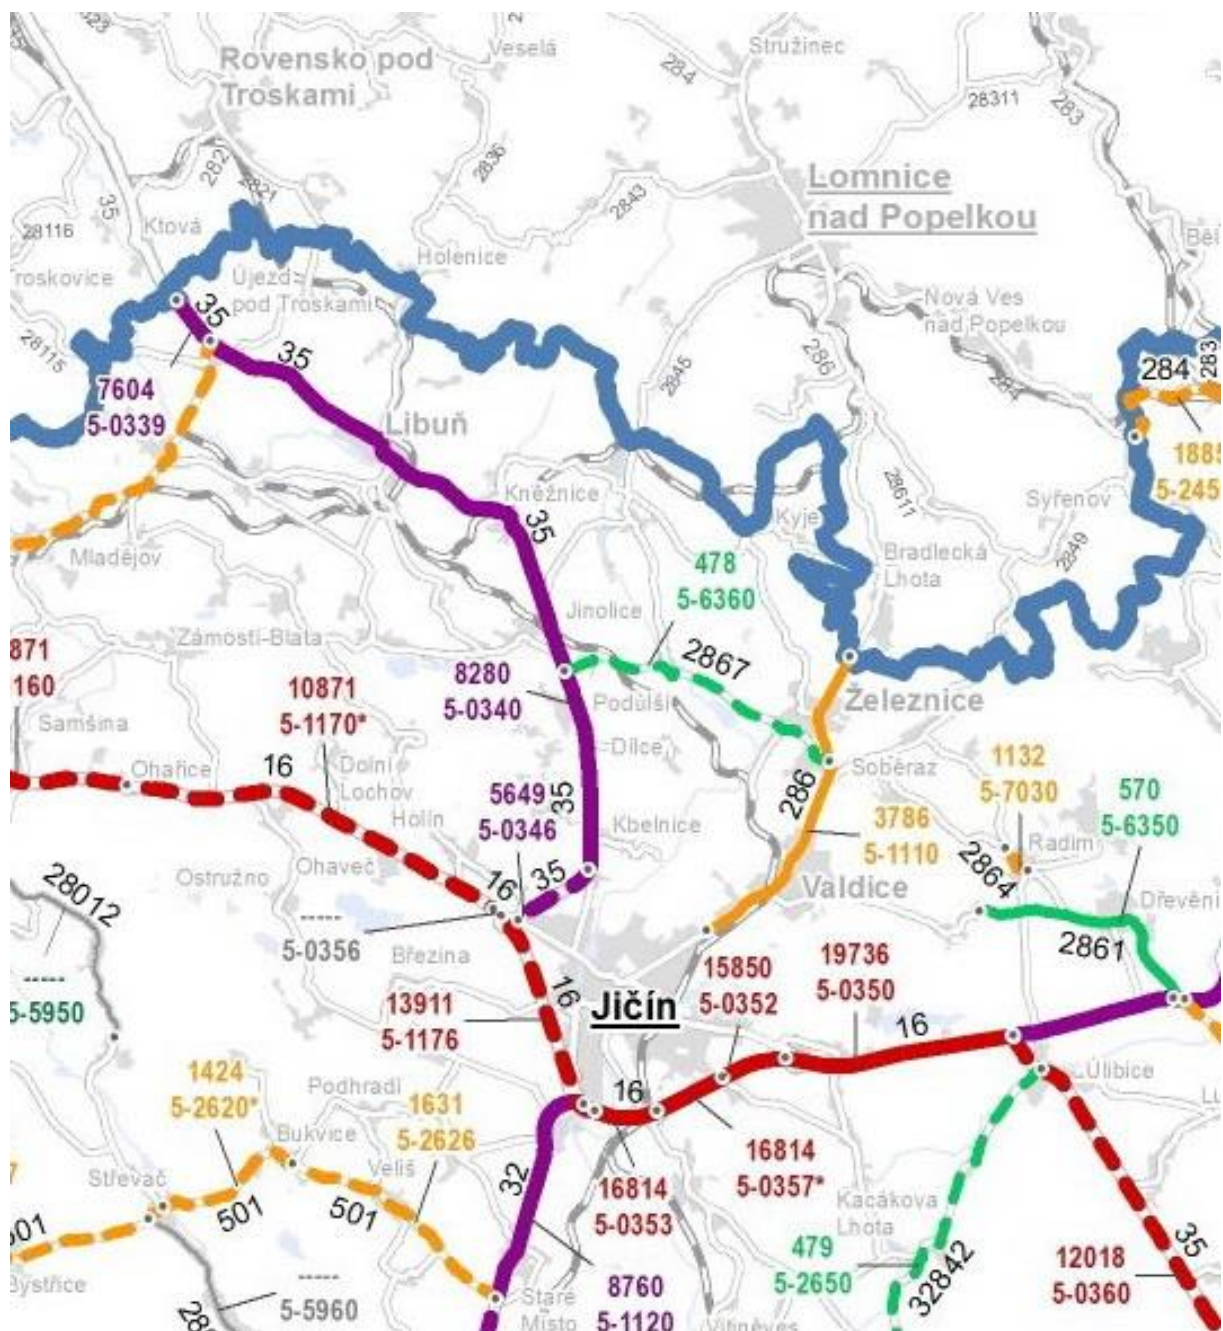 Rovensko pod
Troskami
Veselá
Stružinec
284
28311
283
2836
282
2821
35
28116
Ktová
Lomnice
nad Popelkou
2843
Holenice
Újezd
pod Troskami
Nová Ves
nad Popelkou
28115
35
35
7604
5-0339
2845
286
284
284
283
Libuň
Kněžnice
35
Kyje
28611
Syřenov
2849
Mladějov
Bradlecká
Lhota
478
5-6360
Jinolice
Zámostí-Blata
871
160
10871
5-1170*
8280
5-0340
2867
Podůlší
Železnice
Samšina
Ohařice
16
Dolní
Lochov
Dílce
Soběraz
1132
5-7030
5649
5-0346
35
286
570
5-6350
Holín
Kbelnice
3786
5-1110
Radim
28012
Ostružno
Ohaveč
16
35
Valdice
2864
Dřevěni
-----
5-0356
2861
-----
5-5950
Březina
15850
5-0352
19736
5-0350
13911
5-1176
16
Jičín
16
1424
5-2620*
Podhradí
1631
5-2626
16
Úlibice
Bukvice
Veliš
16814
5-0357*
Střevač
501
501
32
16814
5-0353
Kacákova
Lhota
479
5-2650
32842
35
12018
5-0360
Bystřice
-----
5-5960
Staré
Místo
8760
5-1120